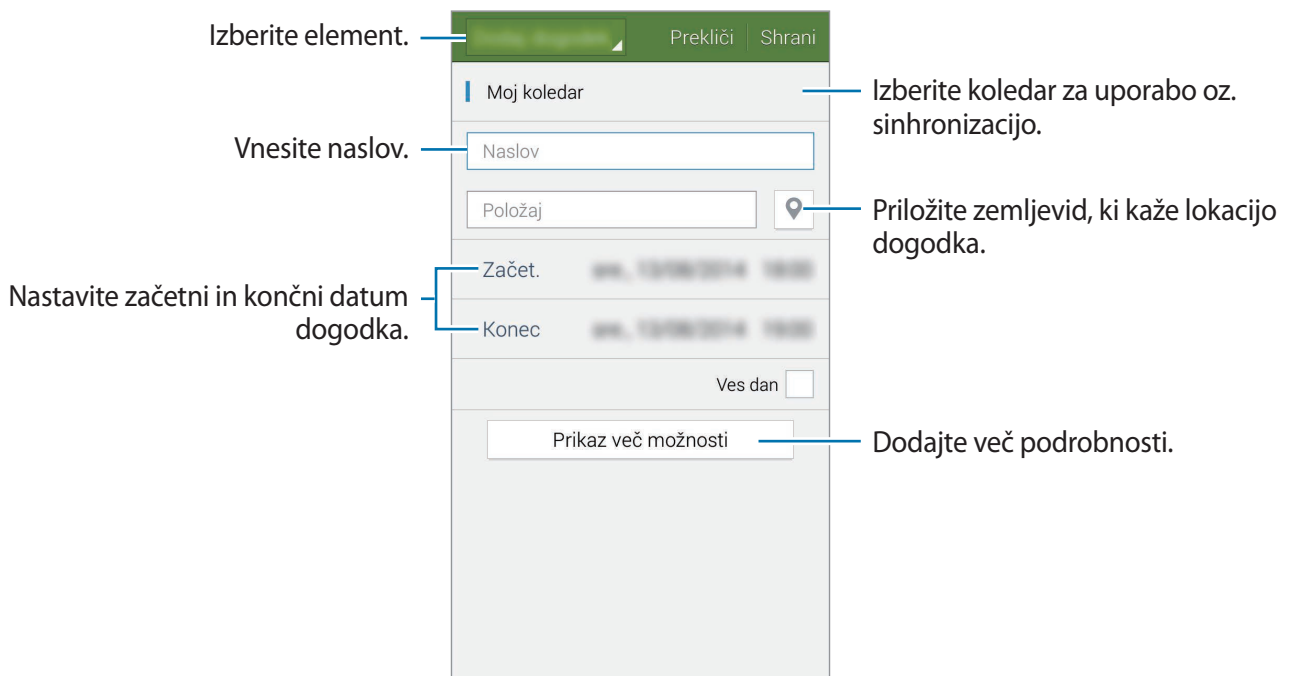 Izberite element.
Prekliči
Shrani
Moj koledar
Izberite koledar za uporabo oz.
sinhronizacijo.
Vnesite naslov.
Naslov
Položaj
Priložite zemljevid, ki kaže lokacijo
dogodka.
Začet.
Nastavite začetni in končni datum
dogodka.
Konec
Ves dan
Prikaz več možnosti
Dodajte več podrobnosti.